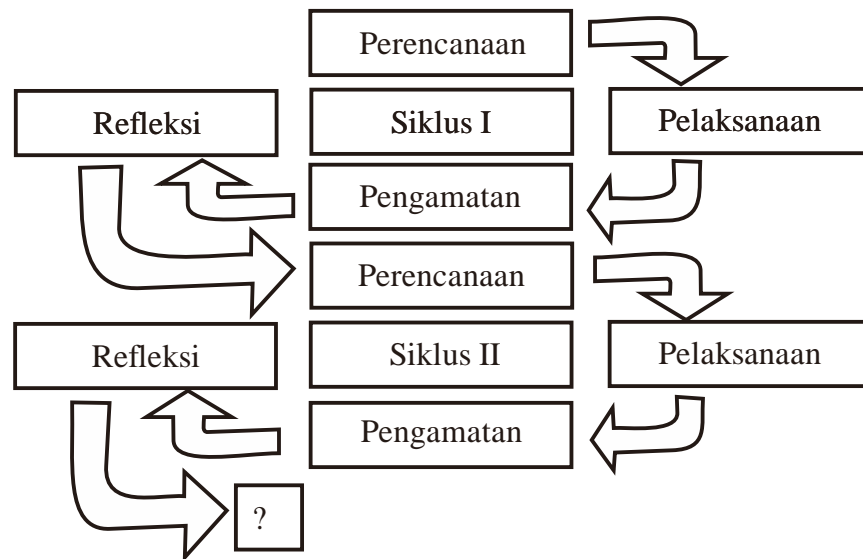 Perencanaan
Refleksi
Siklus I
Pelaksanaan
Pengamatan
Perencanaan
Refleksi
Siklus II
Pelaksanaan
Pengamatan
?